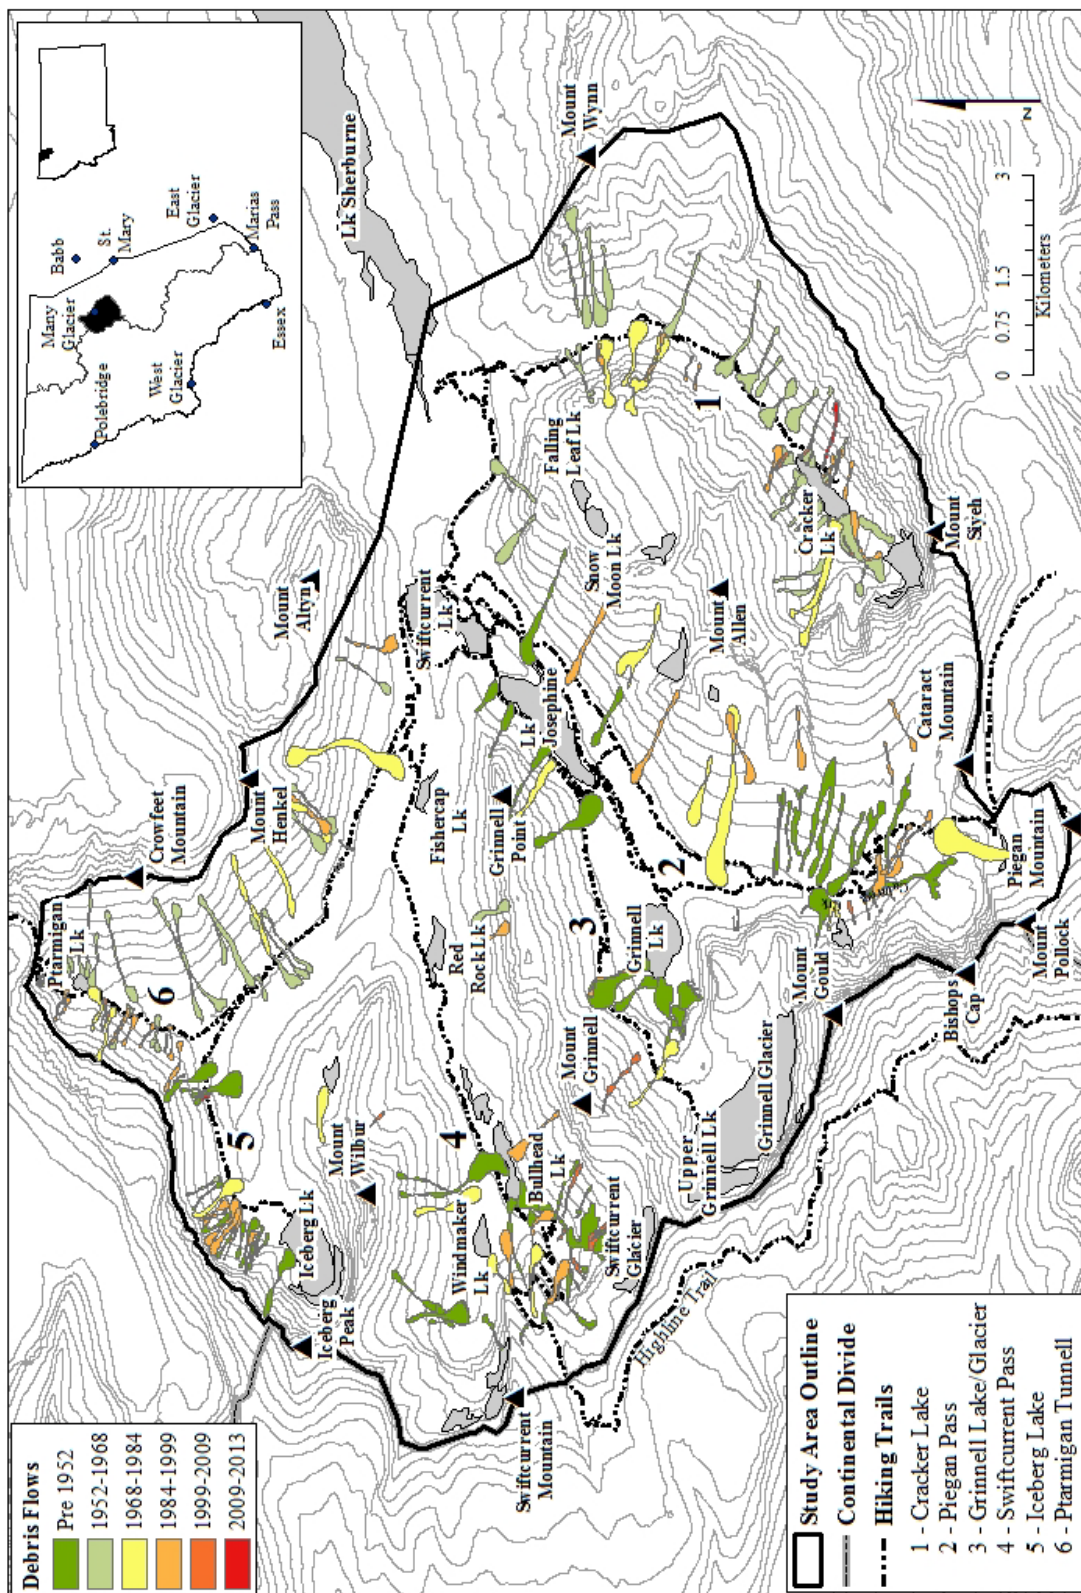 Debris Flows
Pre 1952
1952-1968
1968-1984
1984-1999
1999-2009
2009-2013
Study Area Outline
Continental Divide
Hiking Trails
1 - Cracker Lake
2 - Piegan Pass
3 - Grinnell Lake/Glacier
4 - Swiftcurrent Pass
5 - Iceberg Lake
6 - Ptarmigan Tunnell
Polebridge
Many
Glacier
Babb
St.
Mary
East
Glacier
Marias
Pass
West
Glacier
Essex
Crowfeet
Mountain
Ptarmigan
Lk
6
Mount
Henkel
Mount
Altyn
Lk Sherburne
Mount
Wynn
5
Iceberg Lk
Iceberg
Peak
Mount
Wilbur
4
Windmaker
Lk
Bullhead
Lk
Swiftcurrent
Mountain
Swiftcurrent
Glacier
Highline Trail
Red
Rock Lk
Fishercap
Lk
Swiftcurrent
Lk
Grinnell
Point
Lk
Josephine
Falling
Leaf Lk
Snow
Moon Lk
3
2
1
Mount
Grinnell
Grinnell
Lk
Upper
Grinnell Lk
Grinnell Glacier
Mount
Gould
Mount
Allen
Cracker
Lk
Mount
Siyeh
Cataract
Mountain
Bishops
Cap
Mount
Pollock
Piegan
Mountain
0 0.75 1.5 3
Kilometers
N